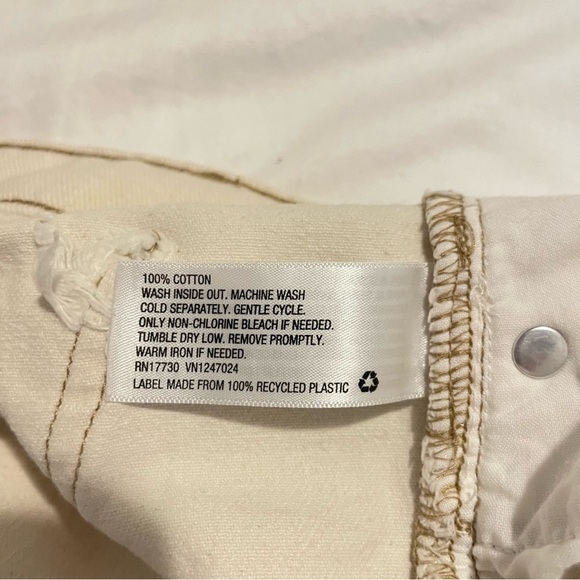 100% COTTON
WASH INSIDE OUT. MACHINE WASH
COLD SEPARATELY. GENTLE CYCLE.
ONLY NON-CHLORINE BLEACH IF NEEDED.
TUMBLE DRY LOW. REMOVE PROMPTLY.
WARM IRON IF NEEDED.
RN17730 VN1247024
LABEL MADE FROM 100% RECYCLED PLASTIC